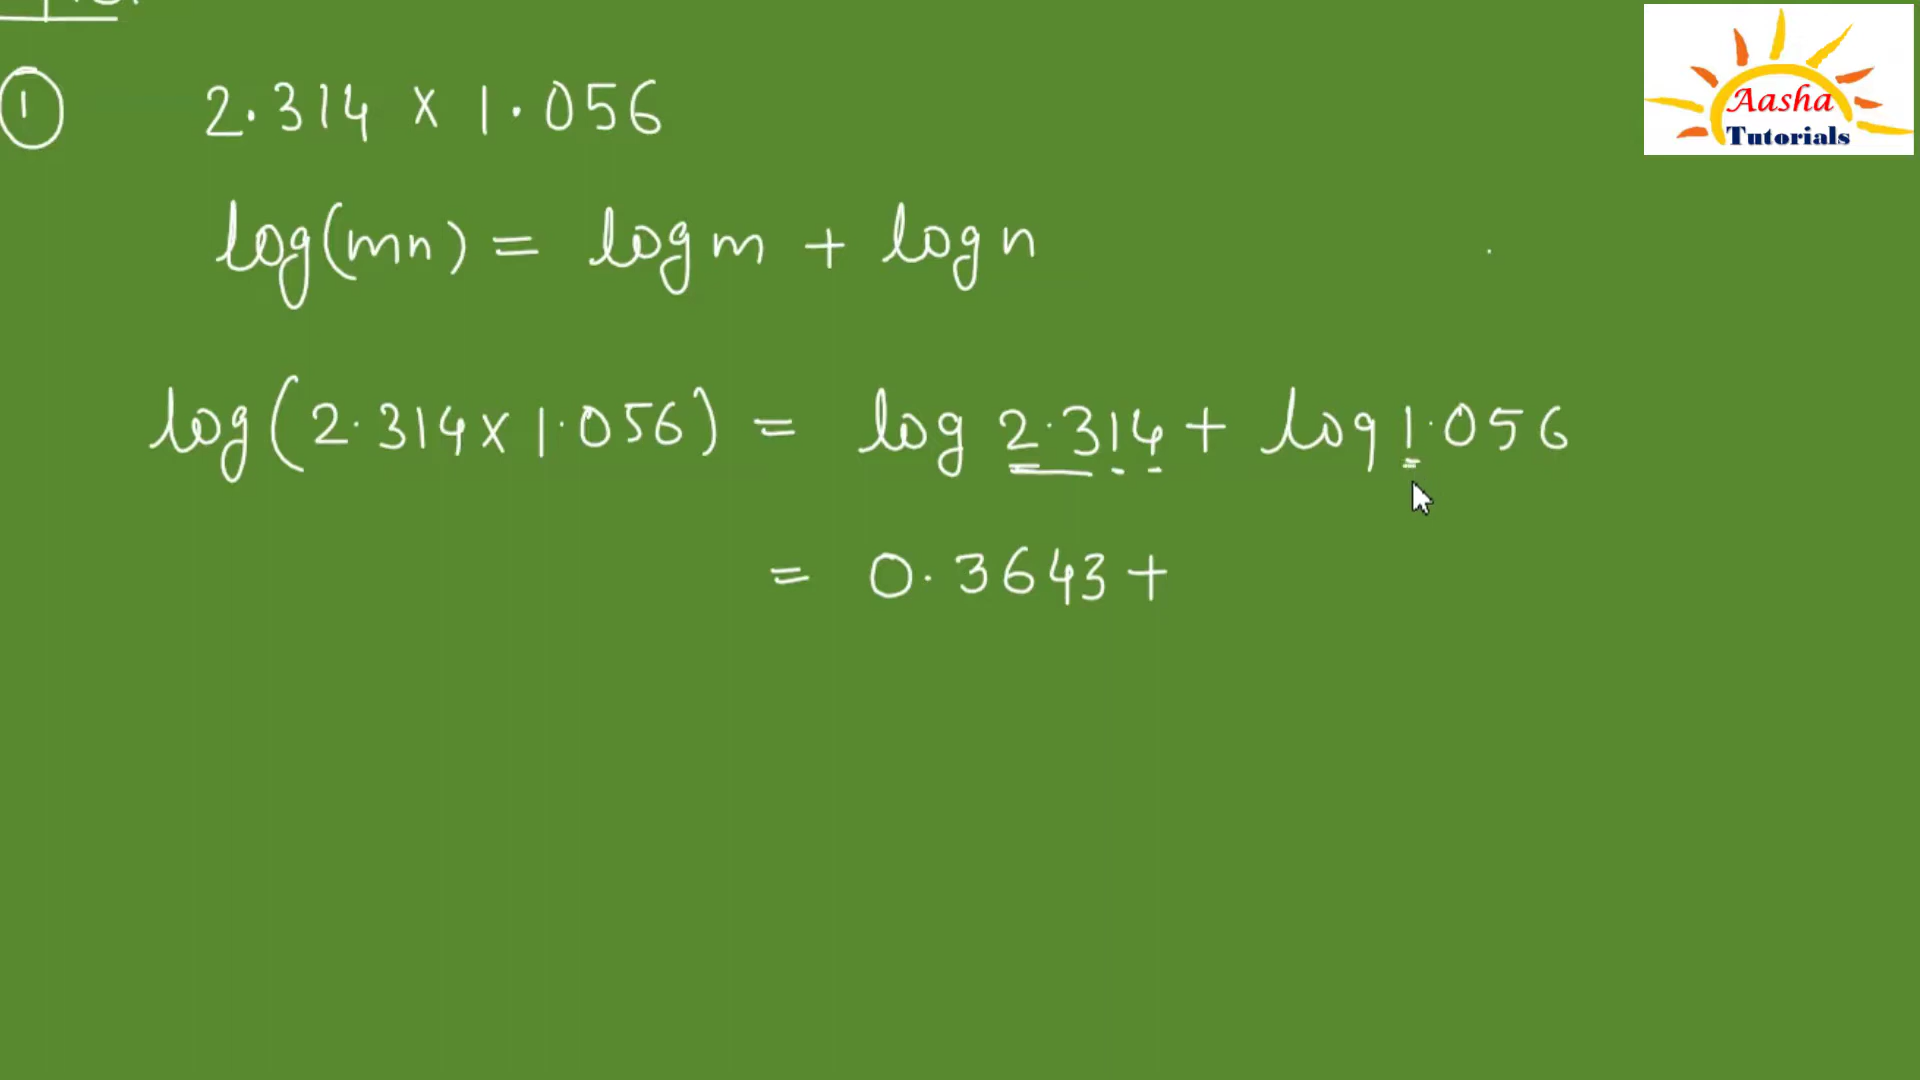 Aasha
Tutorials
① 2.314 × 1.056
log(mn) = log m + log n
log(2.314×1.056) = log 2.314 + log 1.056
= 0.3643 +